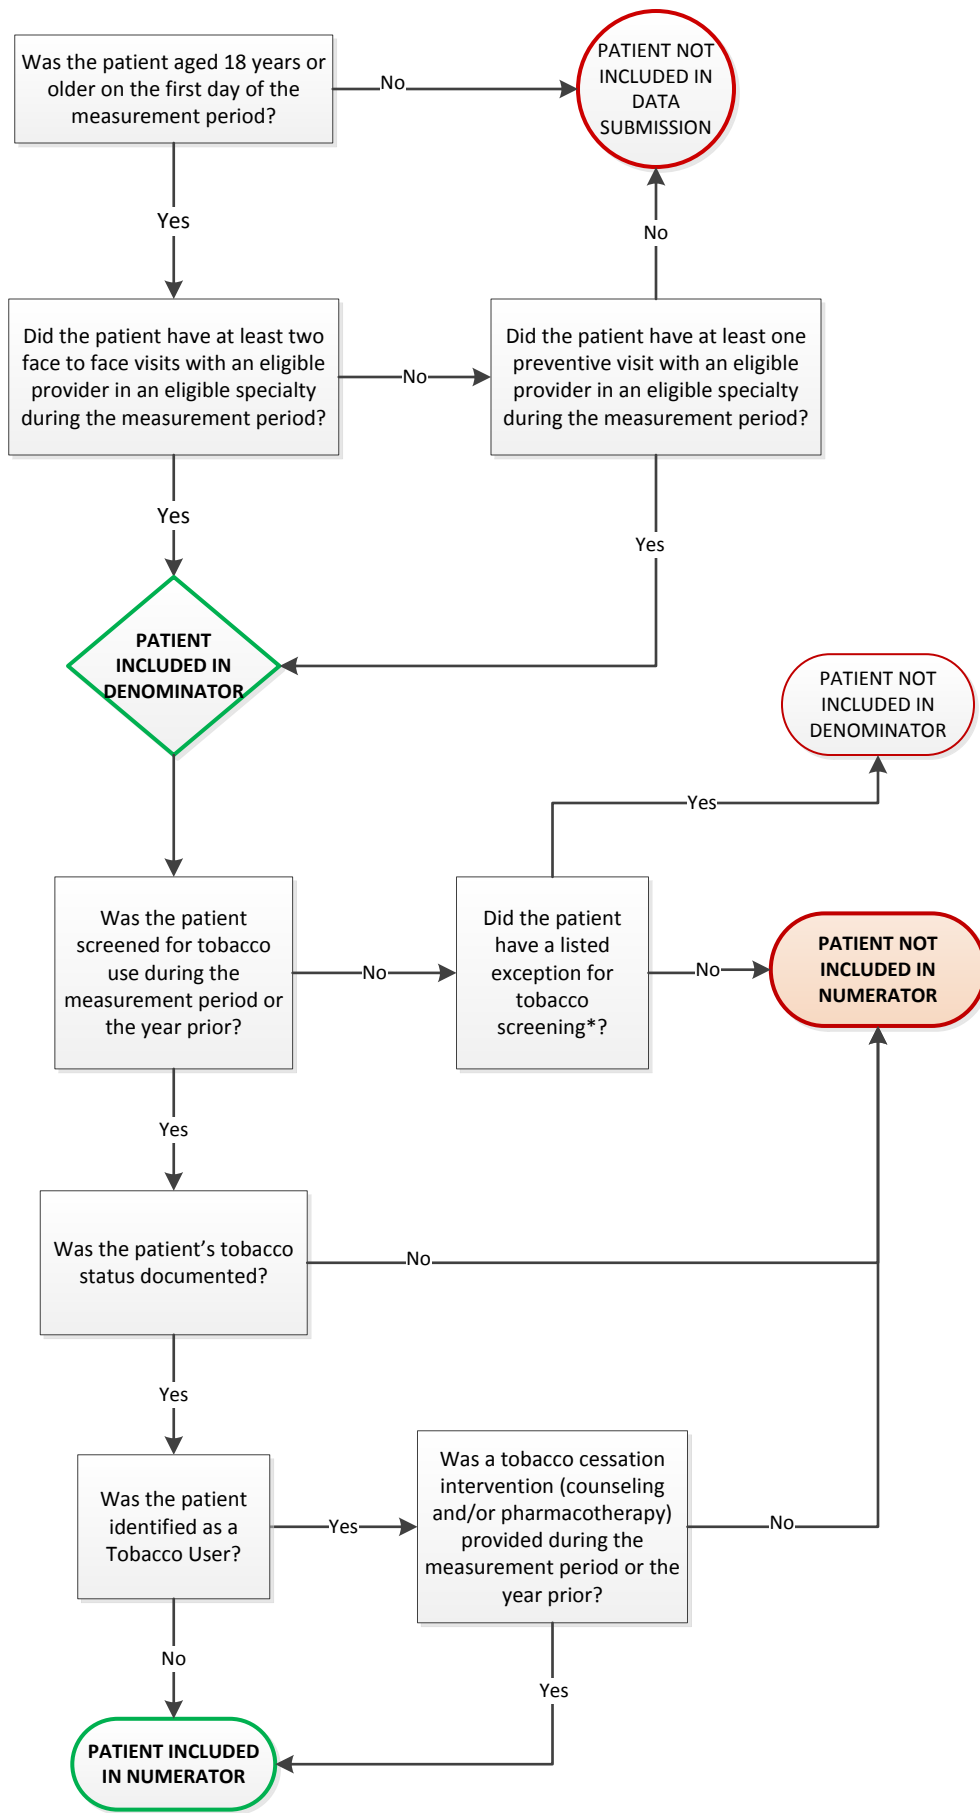 Was the patient aged 18 years or
older on the first day of the
measurement period?
No
PATIENT NOT
INCLUDED IN
DATA
SUBMISSION
Yes
No
Did the patient have at least two
face to face visits with an eligible
provider in an eligible specialty
during the measurement period?
No
Did the patient have at least one
preventive visit with an eligible
provider in an eligible specialty
during the measurement period?
Yes
Yes
PATIENT
INCLUDED IN
DENOMINATOR
PATIENT NOT
INCLUDED IN
DENOMINATOR
Yes
Was the patient
screened for tobacco
use during the
measurement period or
the year prior?
No
Did the patient
have a listed
exception for
tobacco
screening*?
No
PATIENT NOT
INCLUDED IN
NUMERATOR
Yes
Was the patient’s tobacco
status documented?
No
Yes
Was the patient
identified as a
Tobacco User?
Yes
Was a tobacco cessation
intervention (counseling
and/or pharmacotherapy)
provided during the
measurement period or the
year prior?
No
No
Yes
PATIENT INCLUDED
IN NUMERATOR